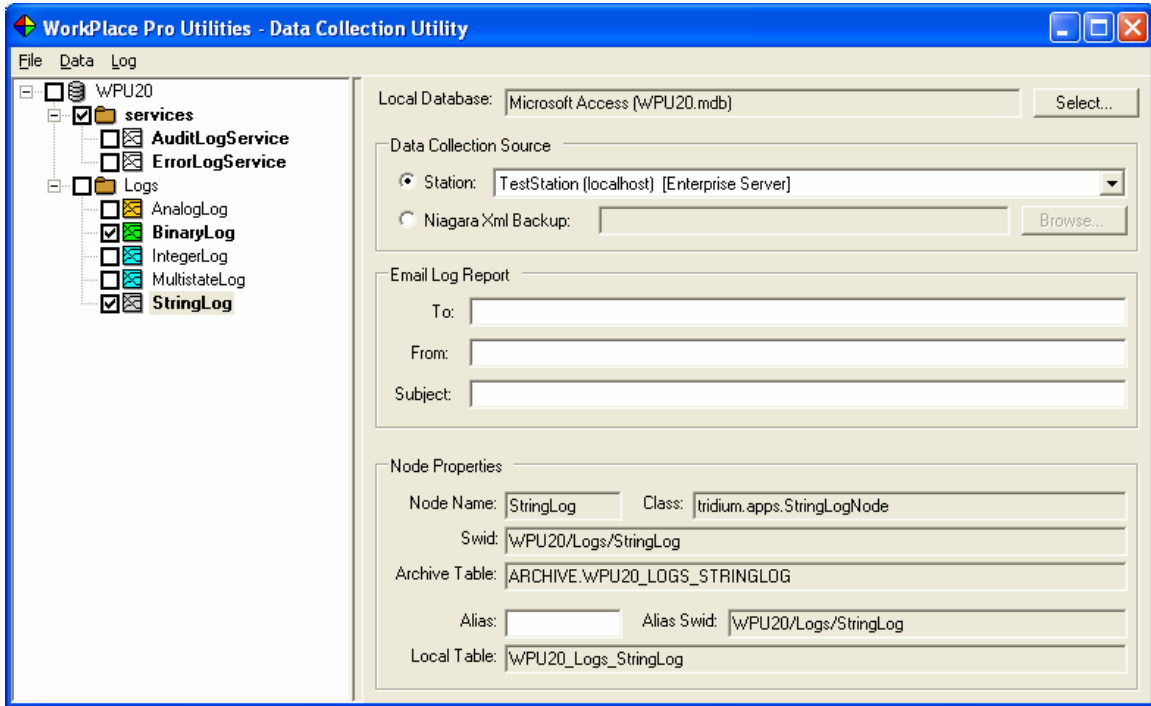 WorkPlace Pro Utilities - Data Collection Utility
File Data Log
WPU20
services
AuditLogService
ErrorLogService
Logs
AnalogLog
BinaryLog
IntegerLog
MultistateLog
StringLog
Local Database: Microsoft Access (WPU20.mdb) Select...
Data Collection Source
Station: TestStation (localhost) [Enterprise Server]
Niagara Xml Backup: Browse...
Email Log Report
To:
From:
Subject:
Node Properties
Node Name: StringLog Class: tridium.apps.StringLogNode
Swid: WPU20/Logs/StringLog
Archive Table: ARCHIVE.WPU20_LOGS_STRINGLOG
Alias: Alias Swid: WPU20/Logs/StringLog
Local Table: WPU20_Logs_StringLog